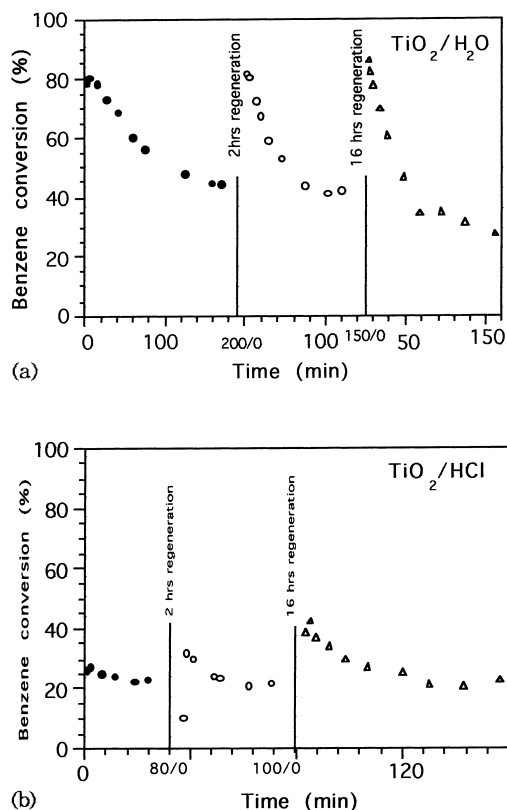 100
80
60
40
20
0
Benzene conversion (%)
TiO2/H2O
2hrs regeneration
16 hrs regeneration
0
100
200/0
100
150/0
50
150
(a)
Time (min)
100
80
60
40
20
0
Benzene conversion (%)
TiO2/HCl
2 hrs regeneration
16 hrs regeneration
0
80/0
100/0
120
(b)
Time (min)